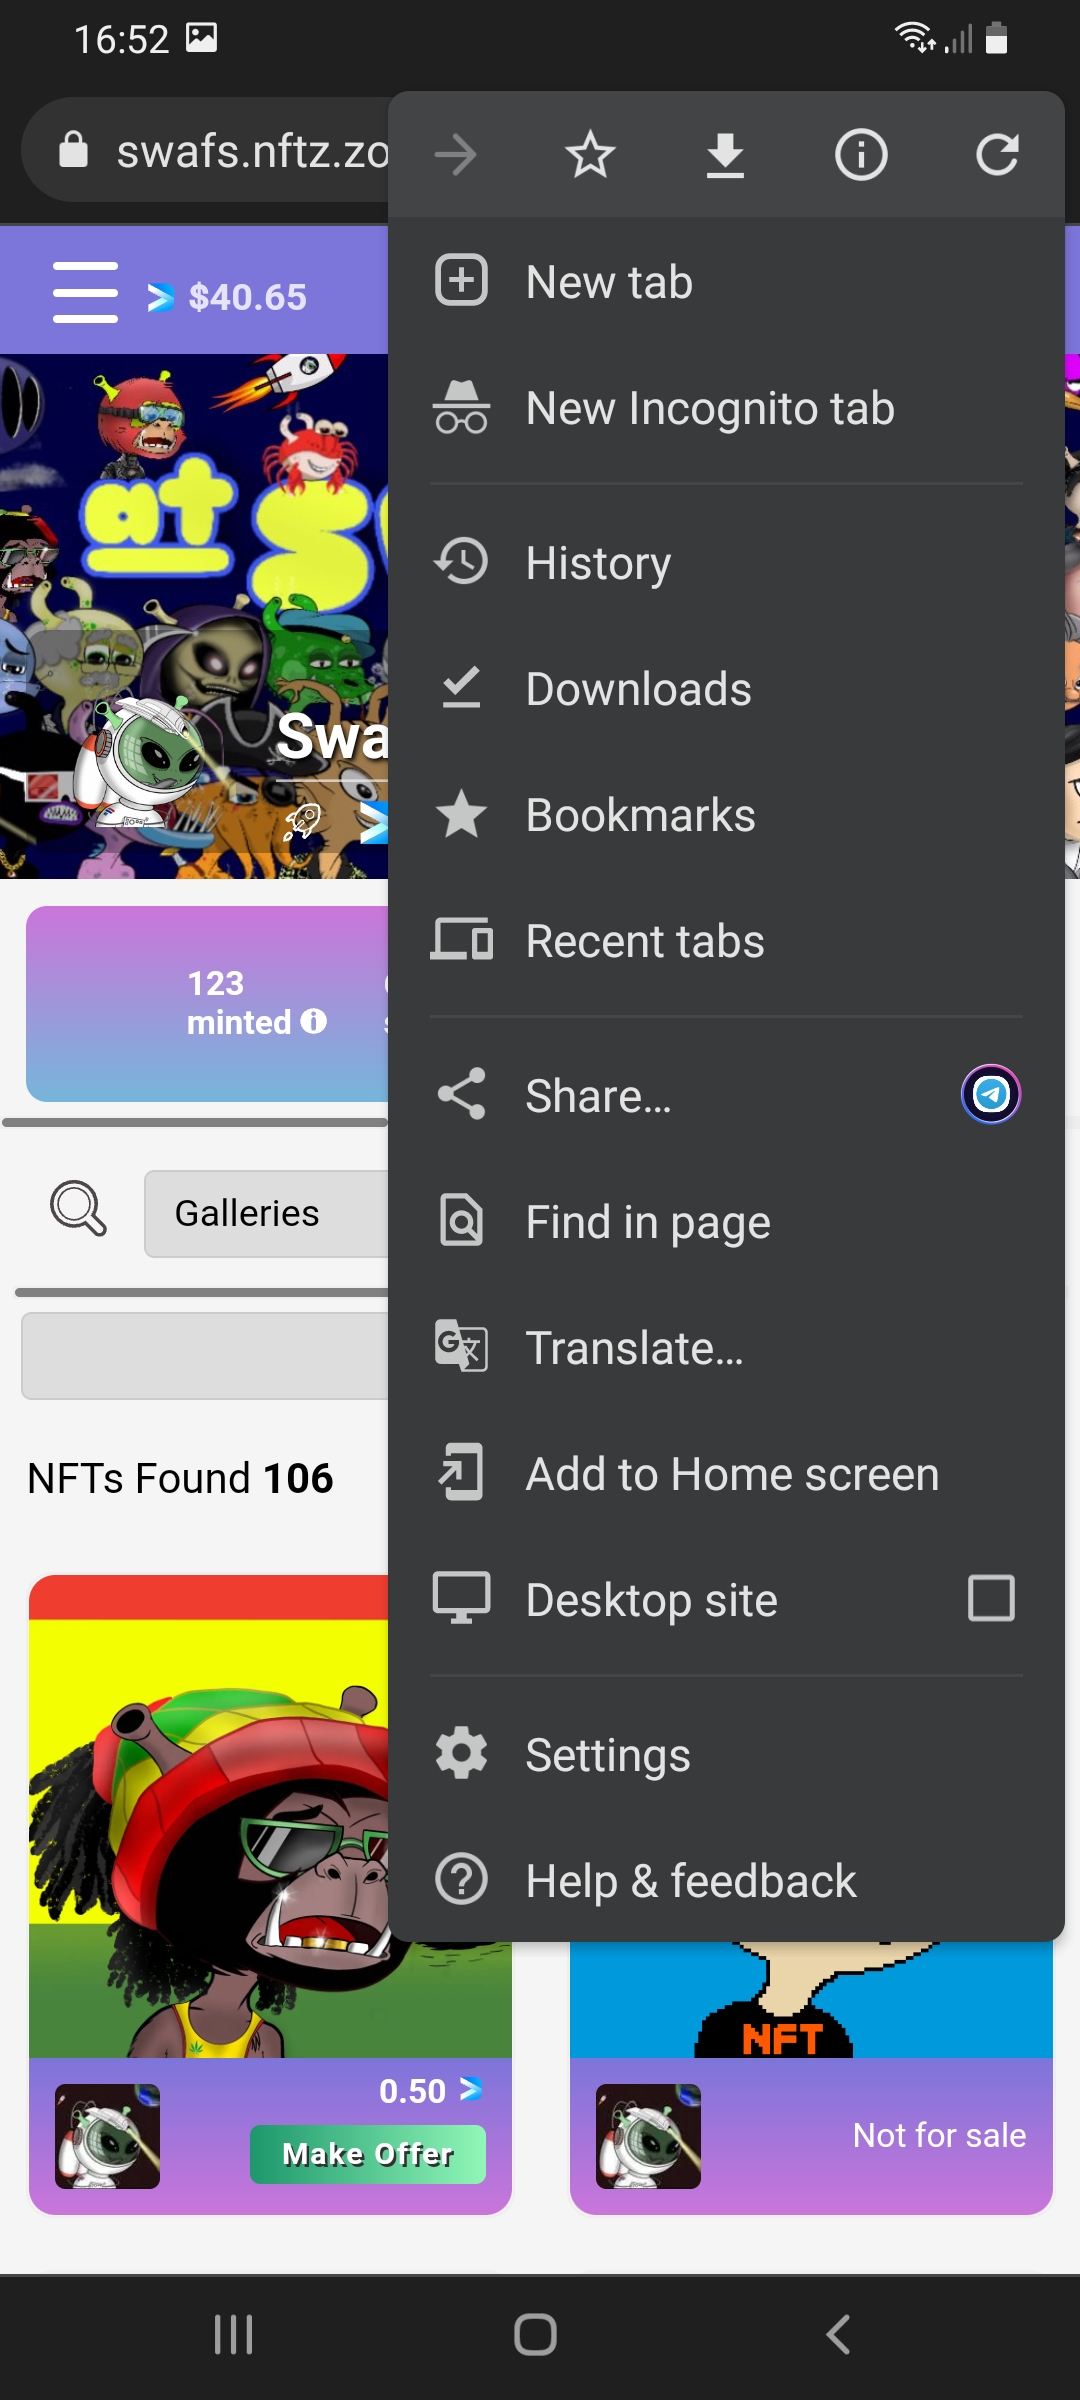 16:52
swafs.nftz.zo
$40.65
New tab
New Incognito tab
at
Swa
History
Downloads
Bookmarks
Recent tabs
123
minted
Share...
Galleries
Find in page
Translate...
NFTs Found 106
Add to Home screen
Desktop site
Settings
Help & feedback
NFT
0.50
Make Offer
Not for sale